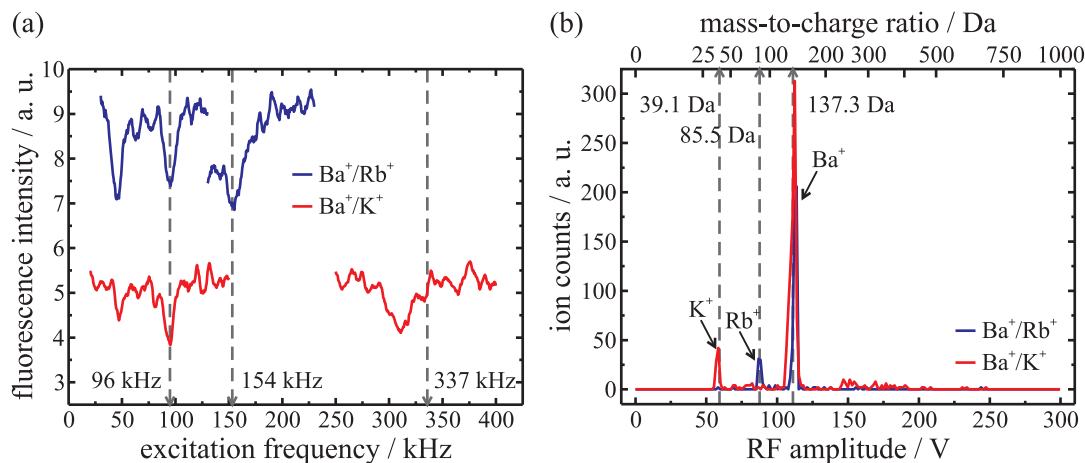 (a)
fluorescence intensity / a. u.
10
9
8
7
6
5
4
3
Ba⁺/Rb⁺
Ba⁺/K⁺
96 kHz
154 kHz
337 kHz
0 50 100 150 200 250 300 350 400
excitation frequency / kHz
(b)
mass-to-charge ratio / Da
0 25 50 100 200 300 500 750 1000
ion counts / a. u.
300
250
200
150
100
50
25
0
39.1 Da
85.5 Da
137.3 Da
Ba⁺
K⁺
Rb⁺
Ba⁺/Rb⁺
Ba⁺/K⁺
0 50 100 150 200 250 300
RF amplitude / V